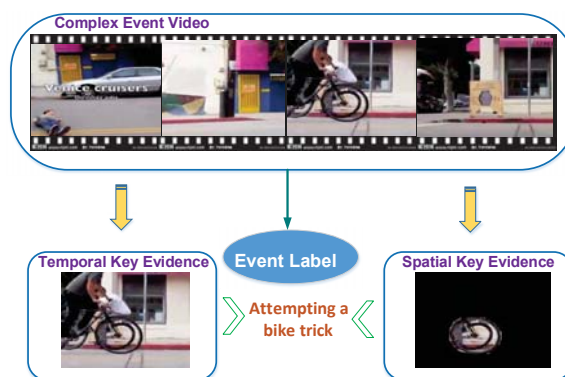 Complex Event Video
Venice cruisers
Event Label
Temporal Key Evidence
Spatial Key Evidence
Attempting a
bike trick